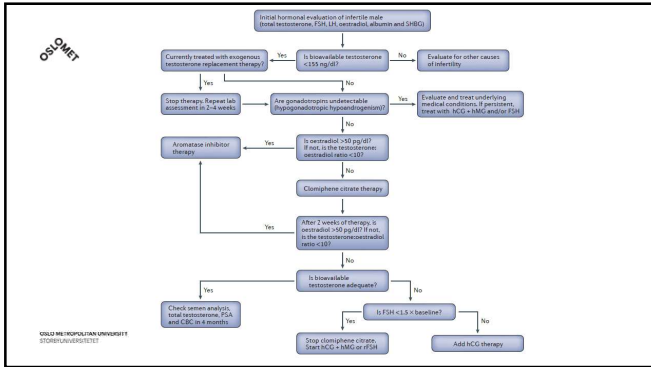 OSLOMET
Initial hormonal evaluation of infertile male
(total testosterone, FSH, LH, oestradiol, albumin and SHBG)
Currently treated with exogenous
testosterone replacement therapy?
Yes
Is bioavailable testosterone
<155 ng/dl?
No
Evaluate for other causes
of infertility
Yes
No
Stop therapy. Repeat lab
assessment in 2–4 weeks
Are gonadotropins undetectable
(hypogonadotropic hypoandrogenism)?
Yes
Evaluate and treat underlying
medical conditions. If persistent,
treat with hCG + hMG and/or FSH
No
Aromatase inhibitor
therapy
Yes
Is oestradiol >50 pg/dl?
If not, is the testosterone:
oestradiol ratio <10?
No
Clomiphene citrate therapy
Yes
After 2 weeks of therapy, is
oestradiol >50 pg/dl? If not,
is the testosterone:oestradiol
ratio <10?
No
Is bioavailable
testosterone adequate?
Yes
No
Check semen analysis,
total testosterone, PSA
and CBC in 4 months
Is FSH <1.5 × baseline?
Yes
No
Stop clomiphene citrate.
Start hCG + hMG or rFSH
Add hCG therapy
OSLO METROPOLITAN UNIVERSITY
STORBYUNIVERSITETET